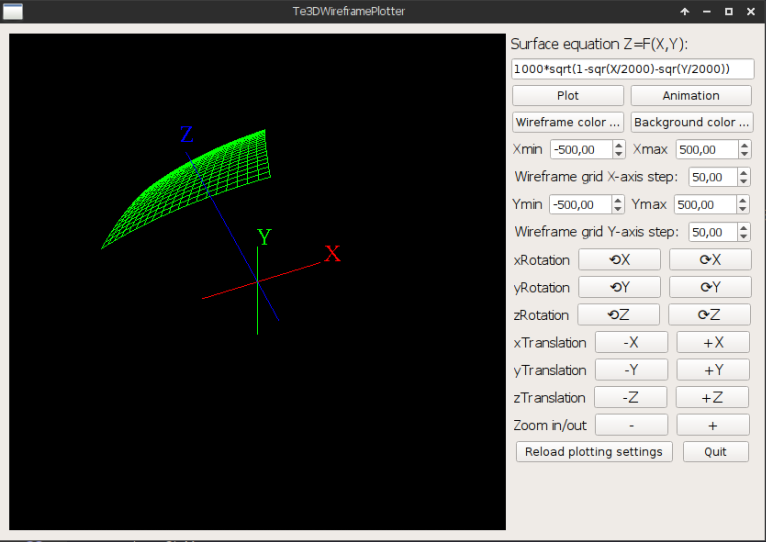 Te3DWireframePlotter
Surface equation Z=F(X,Y):
1000*sqrt(1-sqr(X/2000)-sqr(Y/2000))
Plot Animation
Wireframe color ... Background color ...
Xmin -500,00 Xmax 500,00
Wireframe grid X-axis step: 50,00
Ymin -500,00 Ymax 500,00
Wireframe grid Y-axis step: 50,00
xRotation ⟲X ⟳X
yRotation ⟲Y ⟳Y
zRotation ⟲Z ⟳Z
xTranslation -X +X
yTranslation -Y +Y
zTranslation -Z +Z
Zoom in/out - +
Reload plotting settings Quit
Z
Y
X